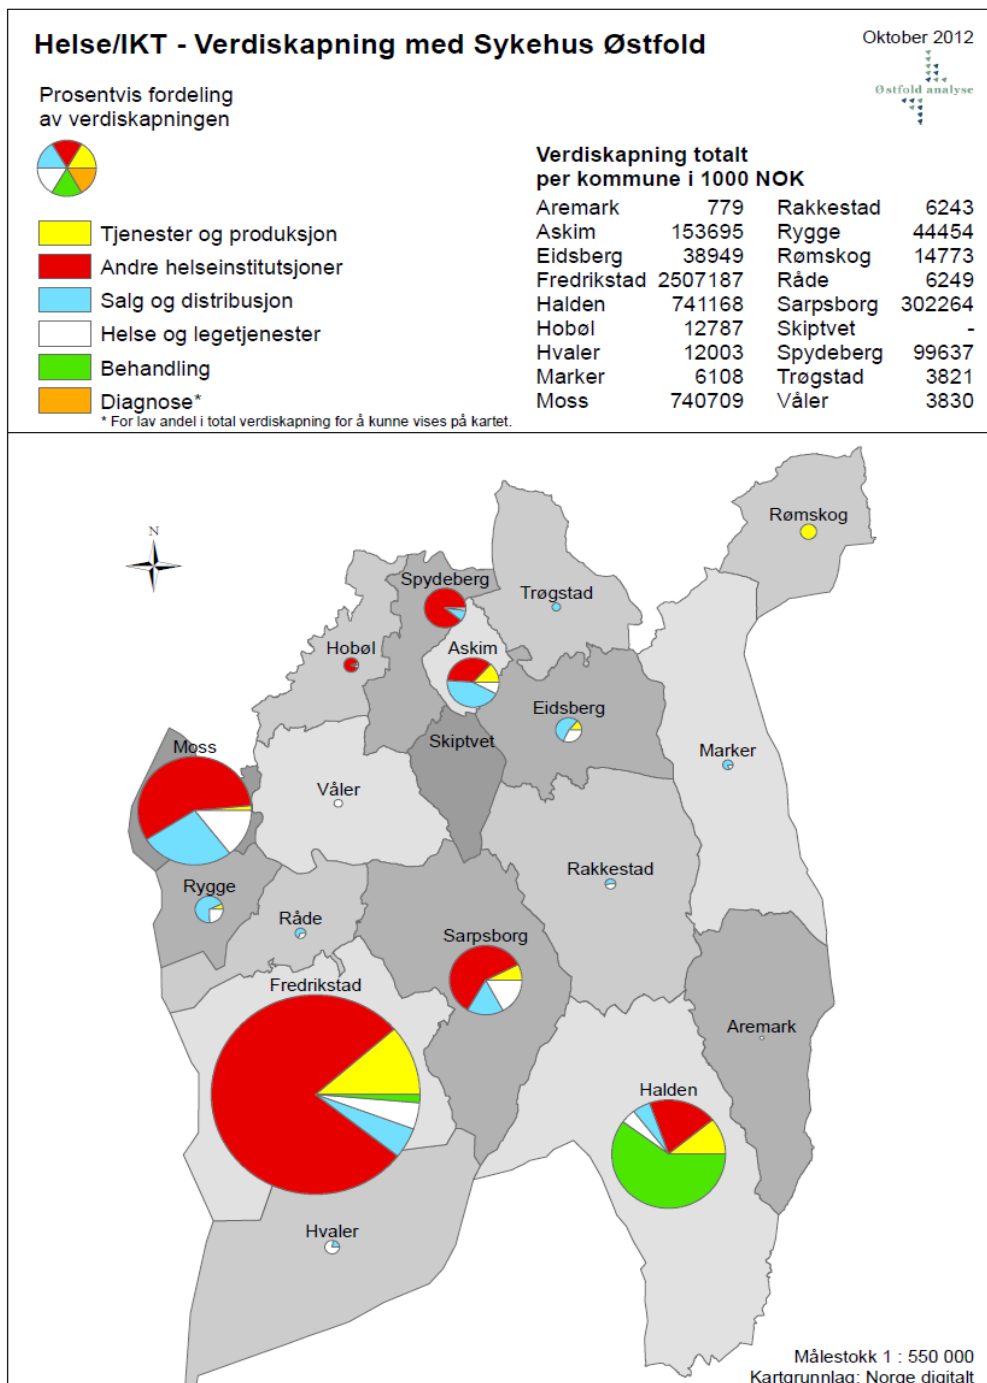 Helse/IKT - Verdiskapning med Sykehus Østfold
Oktober 2012
Østfold analyse
Prosentvis fordeling
av verdiskapningen
Tjenester og produksjon
Andre helseinstitutsjoner
Salg og distribusjon
Helse og legetjenester
Behandling
Diagnose*
* For lav andel i total verdiskapning for å kunne vises på kartet.
Verdiskapning totalt
per kommune i 1000 NOK
Aremark 779 Rakkestad 6243
Askim 153695 Rygge 44454
Eidsberg 38949 Rømskog 14773
Fredrikstad 2507187 Råde 6249
Halden 741168 Sarpsborg 302264
Hobøl 12787 Skiptvet -
Hvaler 12003 Spydeberg 99637
Marker 6108 Trøgstad 3821
Moss 740709 Våler 3830
N
Rømskog
Spydeberg
Trøgstad
Hobøl
Askim
Eidsberg
Skiptvet
Moss
Marker
Våler
Rakkestad
Rygge
Råde
Sarpsborg
Fredrikstad
Aremark
Halden
Hvaler
Målestokk 1 : 550 000
Kartgrunnlag: Norge digitalt